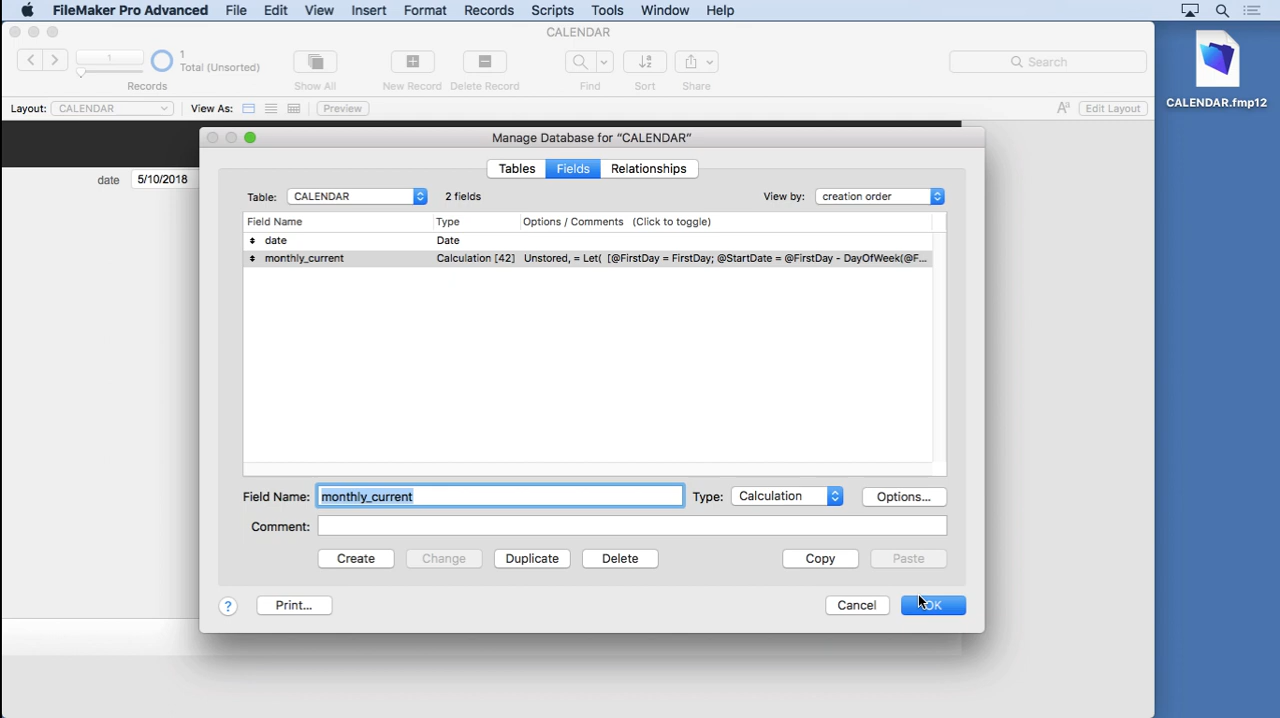 FileMaker Pro Advanced File Edit View Insert Format Records Scripts Tools Window Help
CALENDAR
1
1
Total (Unsorted)
Records
Show All
New Record
Delete Record
Find
Sort
Share
Search
Layout: CALENDAR View As: Preview Aa Edit Layout
CALENDAR.fmp12
Manage Database for “CALENDAR”
Tables Fields Relationships
date 5/10/2018
Table: CALENDAR 2 fields View by: creation order
Field Name Type Options / Comments (Click to toggle)
date Date
monthly_current Calculation [42] Unstored, = Let( [@FirstDay = FirstDay; @StartDate = @FirstDay - DayOfWeek(@F...
Field Name: monthly_current Type: Calculation Options...
Comment:
Create Change Duplicate Delete Copy Paste
? Print... Cancel OK